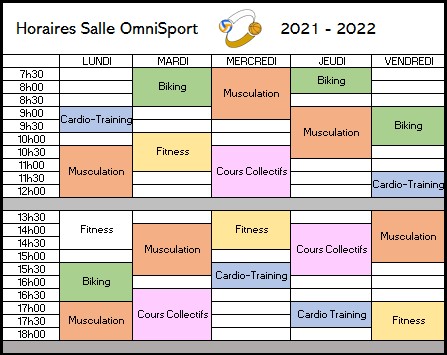 Horaires Salle OmniSport 2021 - 2022
LUNDI MARDI MERCREDI JEUDI VENDREDI
7h30
8h00 Biking Biking
8h30 Musculation
9h00
9h30 Cardio-Training Biking
10h00 Musculation
10h30 Fitness
11h00
11h30 Musculation Cours Collectifs
12h00 Cardio-Training
13h30
14h00 Fitness Fitness
14h30 Musculation Musculation
15h00 Cours Collectifs
15h30 Cardio-Training
16h00 Biking
16h30
17h00 Cours Collectifs Cardio Training
17h30 Musculation Fitness
18h00